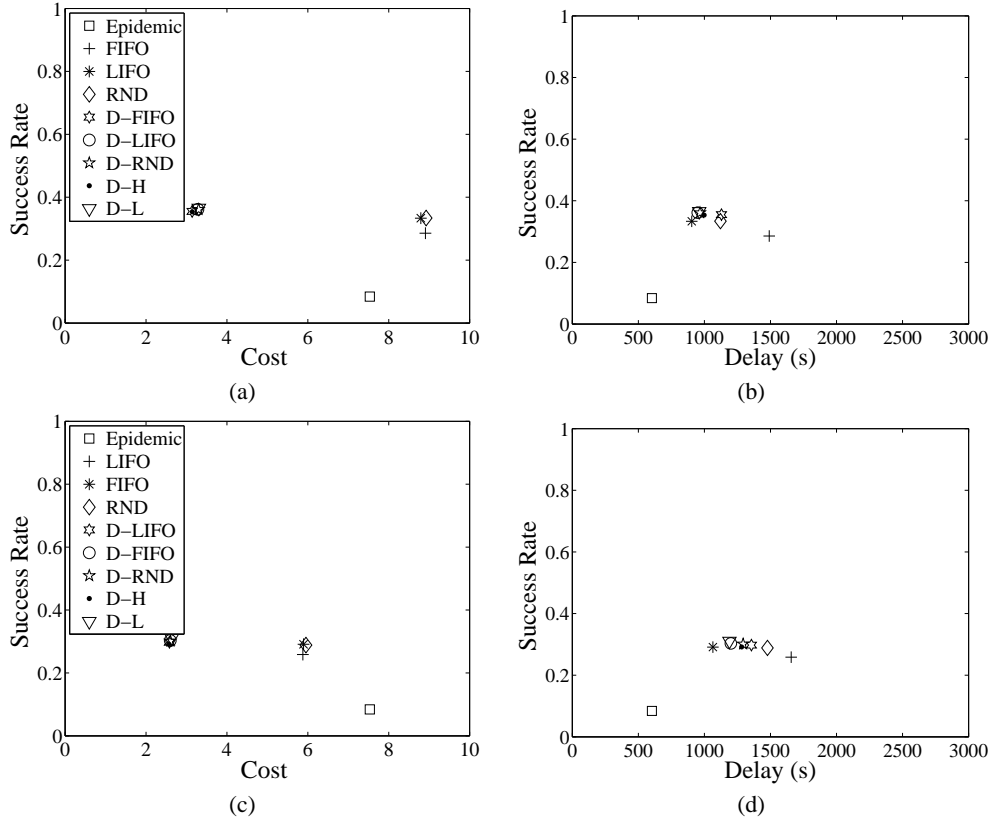 1
0.8
0.6
0.4
0.2
0
Success Rate
Epidemic
FIFO
LIFO
RND
D−FIFO
D−LIFO
D−RND
D−H
D−L
0 2 4 6 8 10
Cost
(a)
1
0.8
0.6
0.4
0.2
0
Success Rate
0 500 1000 1500 2000 2500 3000
Delay (s)
(b)
1
0.8
0.6
0.4
0.2
0
Success Rate
Epidemic
LIFO
FIFO
RND
D−LIFO
D−FIFO
D−RND
D−H
D−L
0 2 4 6 8 10
Cost
(c)
1
0.8
0.6
0.4
0.2
0
Success Rate
0 500 1000 1500 2000 2500 3000
Delay (s)
(d)